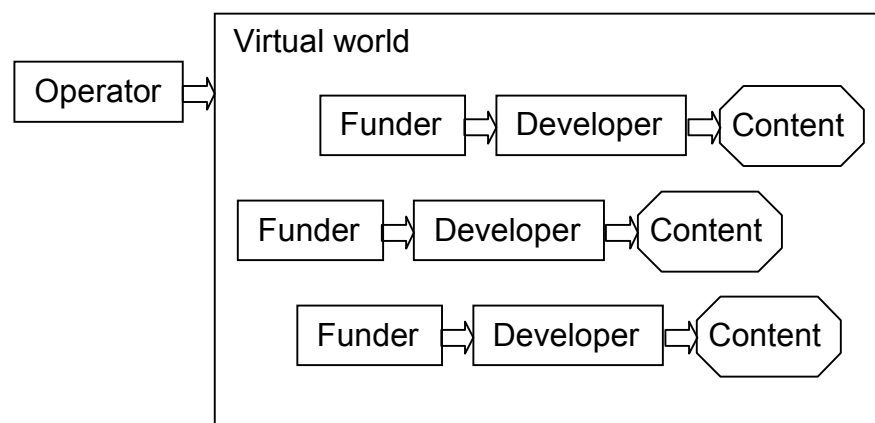 Virtual world
Operator
Funder
Developer
Content
Funder
Developer
Content
Funder
Developer
Content